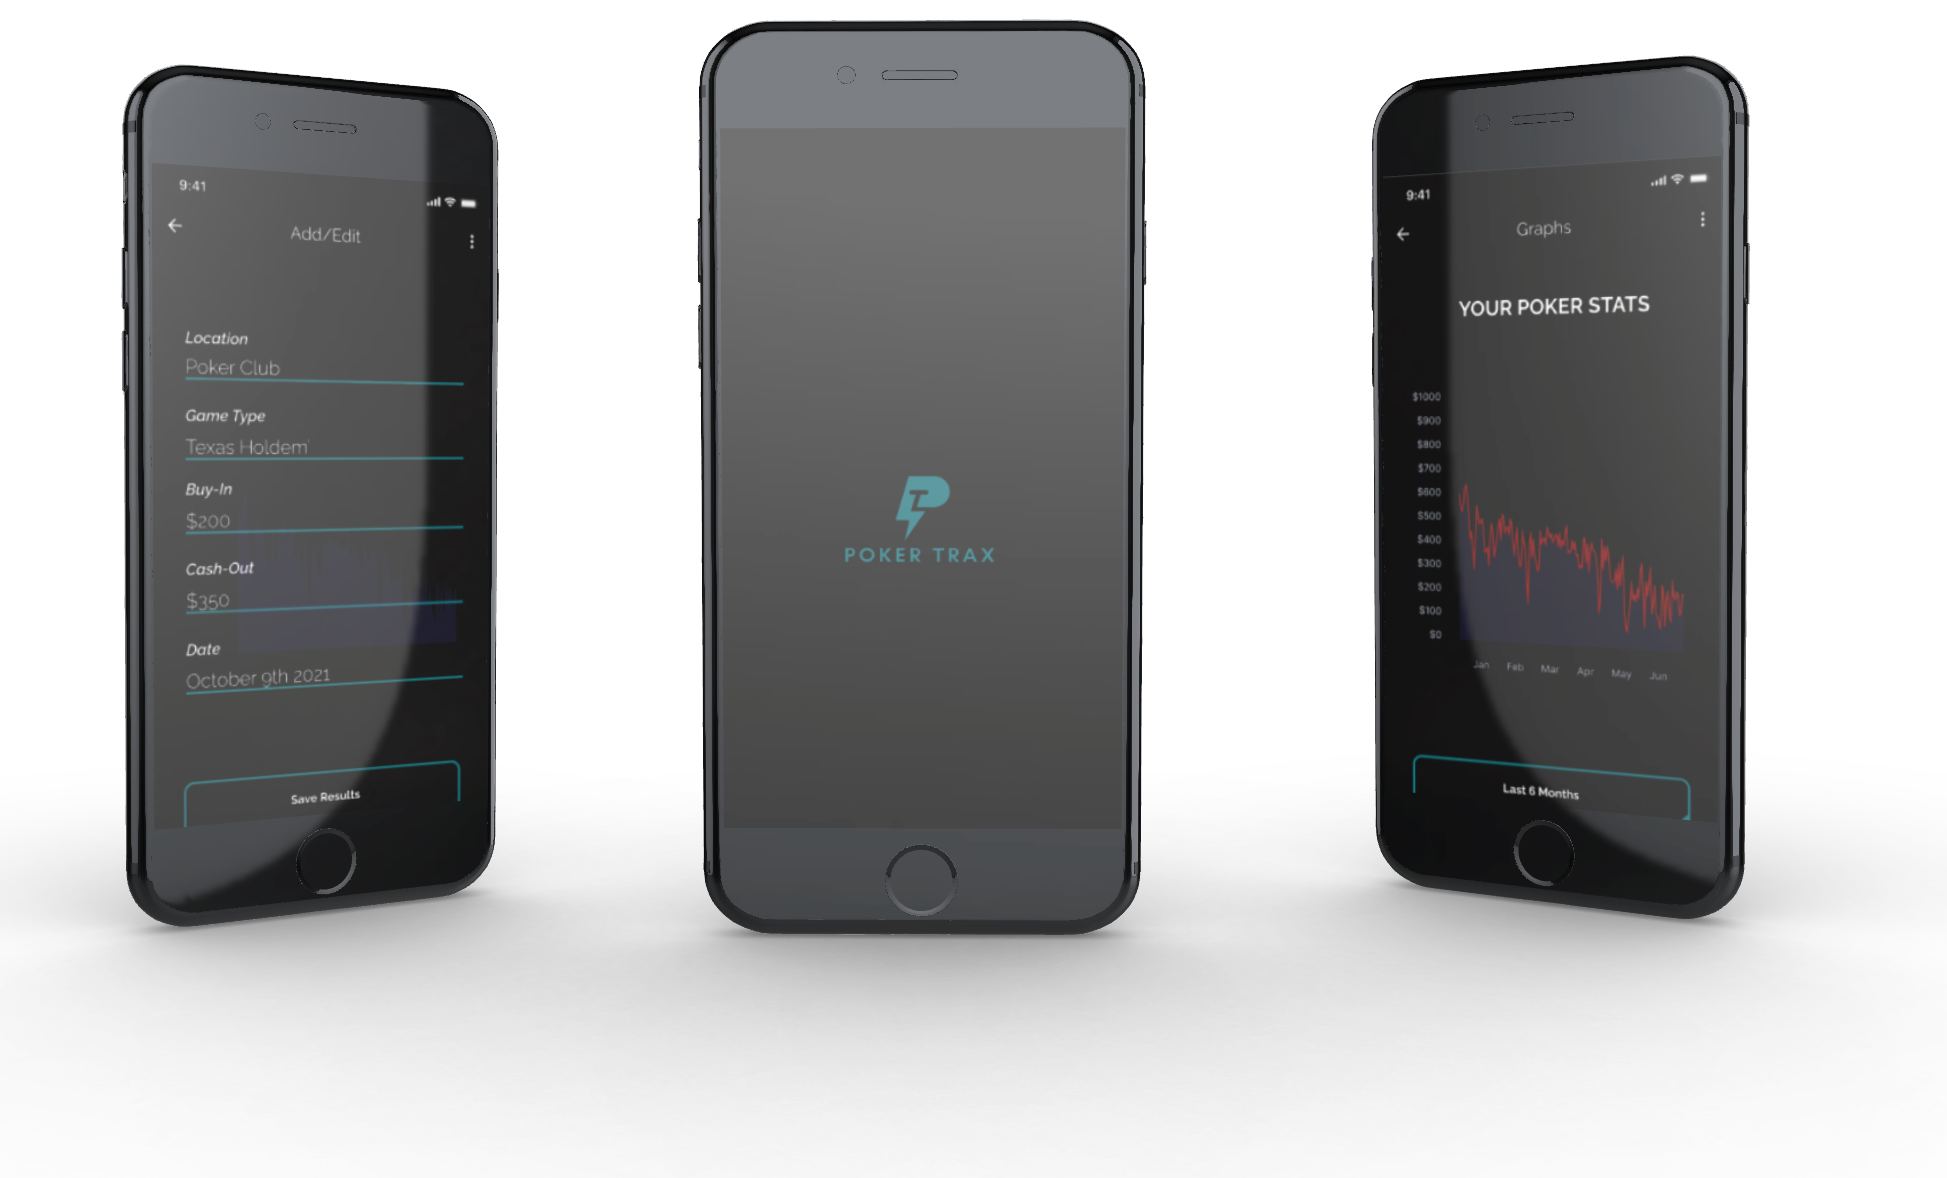 9:41
Add/Edit
Location
Poker Club
Game Type
Texas Holdem'
Buy-In
$200
Cash-Out
$350
Date
October 9th 2021
Save Results
PT
POKER TRAX
9:41
Graphs
YOUR POKER STATS
$1000
$900
$800
$700
$600
$500
$400
$300
$200
$100
$0
Jan Feb Mar Apr May Jun
Last 6 Months